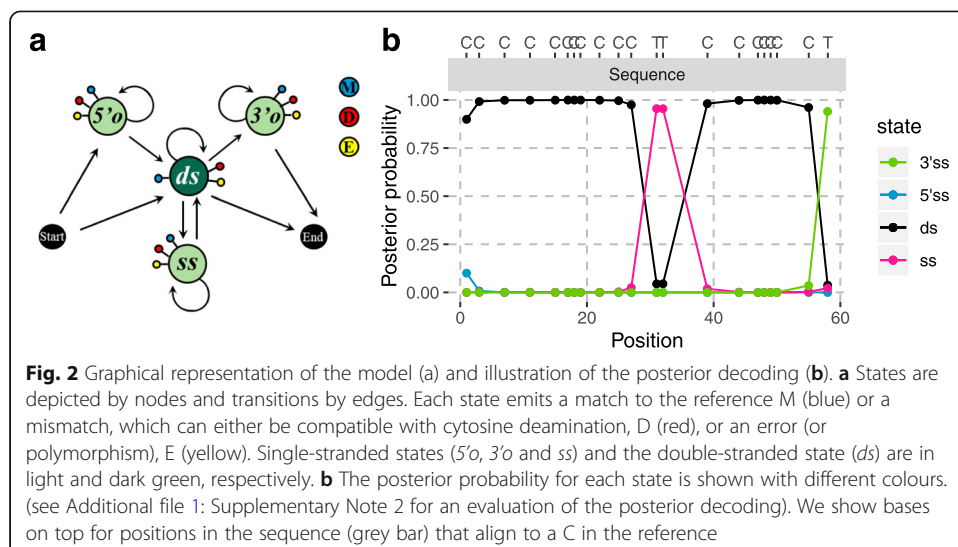 a
b
5'o
3'o
ds
ss
Start
End
M
D
E
C C C C C C C C C C C T T C C C C C C C T
Sequence
1.00
0.75
0.50
0.25
0.00
Posterior probability
0 20 40 60
Position
state
3'ss
5'ss
ds
ss
Fig. 2 Graphical representation of the model (a) and illustration of the posterior decoding (b). a States are
depicted by nodes and transitions by edges. Each state emits a match to the reference M (blue) or a
mismatch, which can either be compatible with cytosine deamination, D (red), or an error (or
polymorphism), E (yellow). Single-stranded states (5'o, 3'o and ss) and the double-stranded state (ds) are in
light and dark green, respectively. b The posterior probability for each state is shown with different colours.
(see Additional file 1: Supplementary Note 2 for an evaluation of the posterior decoding). We show bases
on top for positions in the sequence (grey bar) that align to a C in the reference